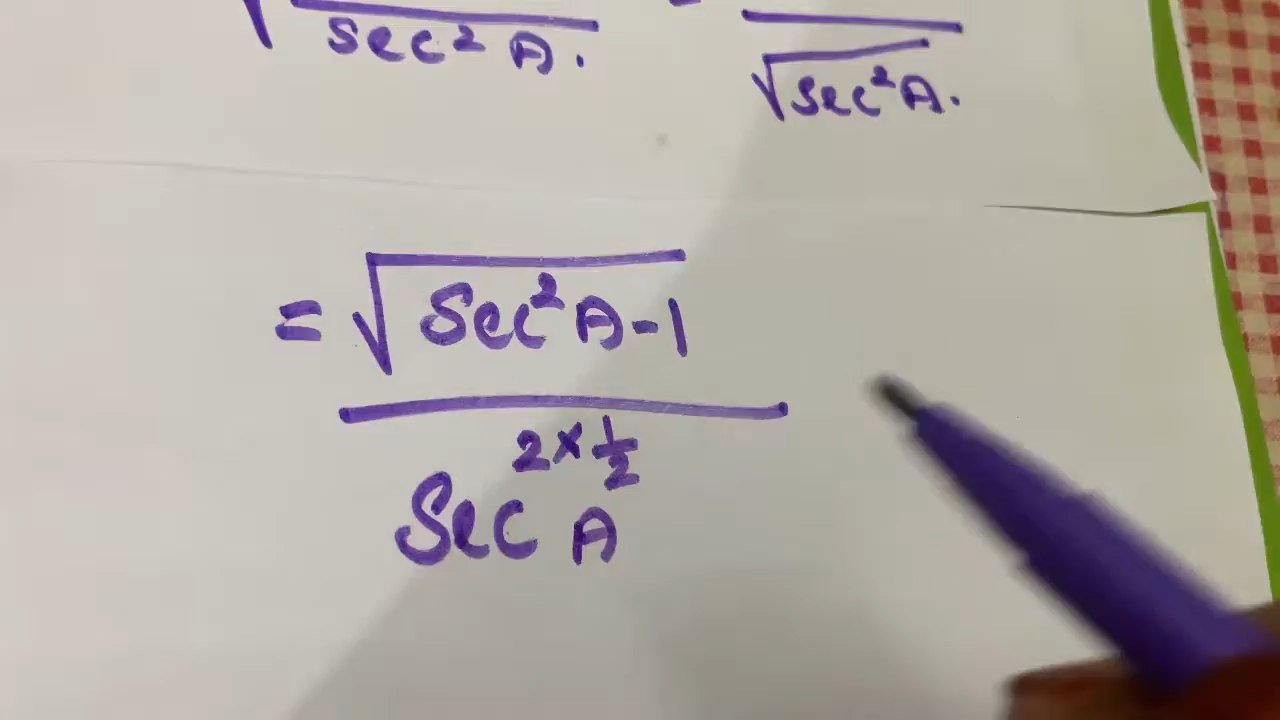 √ Sec² A. = √Sec²A.
= √Sec²A-1
2×1/2
Sec A